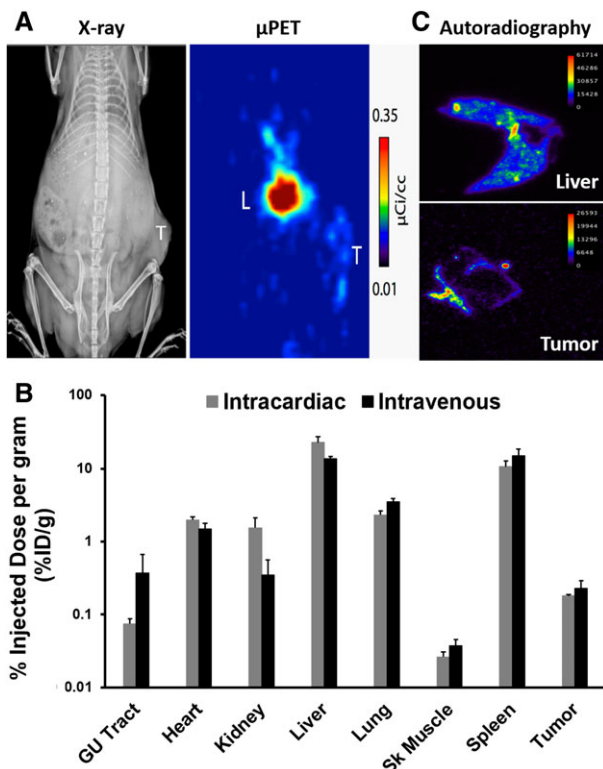 A
X-ray
µPET
T
L
T
0.35
µCi/cc
0.01
C
Autoradiography
61714
46286
30857
15428
0
Liver
26593
19944
13296
6648
0
Tumor
B
Intracardiac
Intravenous
% Injected Dose per gram
(%ID/g)
100
10
1
0.1
0.01
GU Tract
Heart
Kidney
Liver
Lung
Sk Muscle
Spleen
Tumor